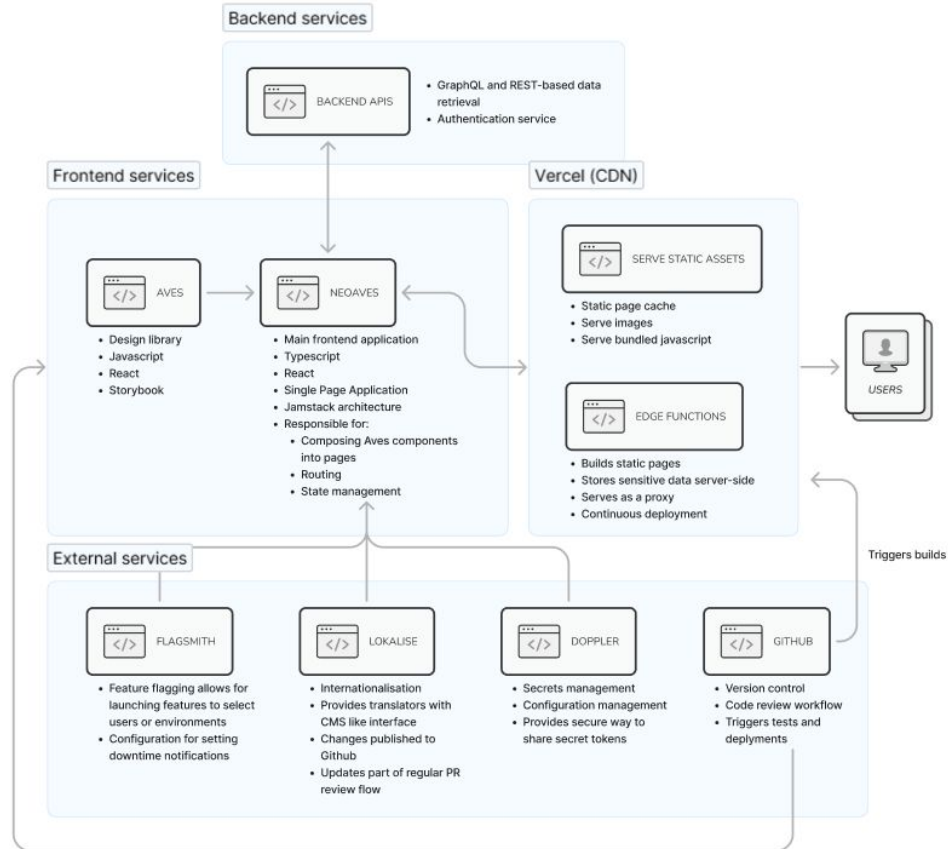 Backend services
BACKEND APIS
• GraphQL and REST-based data
retrieval
• Authentication service
Frontend services
AVES
• Design library
• Javascript
• React
• Storybook
NEOAVES
• Main frontend application
• Typescript
• React
• Single Page Application
• Jamstack architecture
• Responsible for:
• Composing Aves components
into pages
• Routing
• State management
Vercel (CDN)
SERVE STATIC ASSETS
• Static page cache
• Serve images
• Serve bundled javascript
EDGE FUNCTIONS
• Builds static pages
• Stores sensitive data server-side
• Serves as a proxy
• Continuous deployment
USERS
Triggers builds
External services
FLAGSMITH
• Feature flagging allows for
launching features to select
users or environments
• Configuration for setting
downtime notifications
LOKALISE
• Internationalisation
• Provides translators with
CMS like interface
• Changes published to
Github
• Updates part of regular PR
review flow
DOPPLER
• Secrets management
• Configuration management
• Provides secure way to
share secret tokens
GITHUB
• Version control
• Code review workflow
• Triggers tests and
deplyments